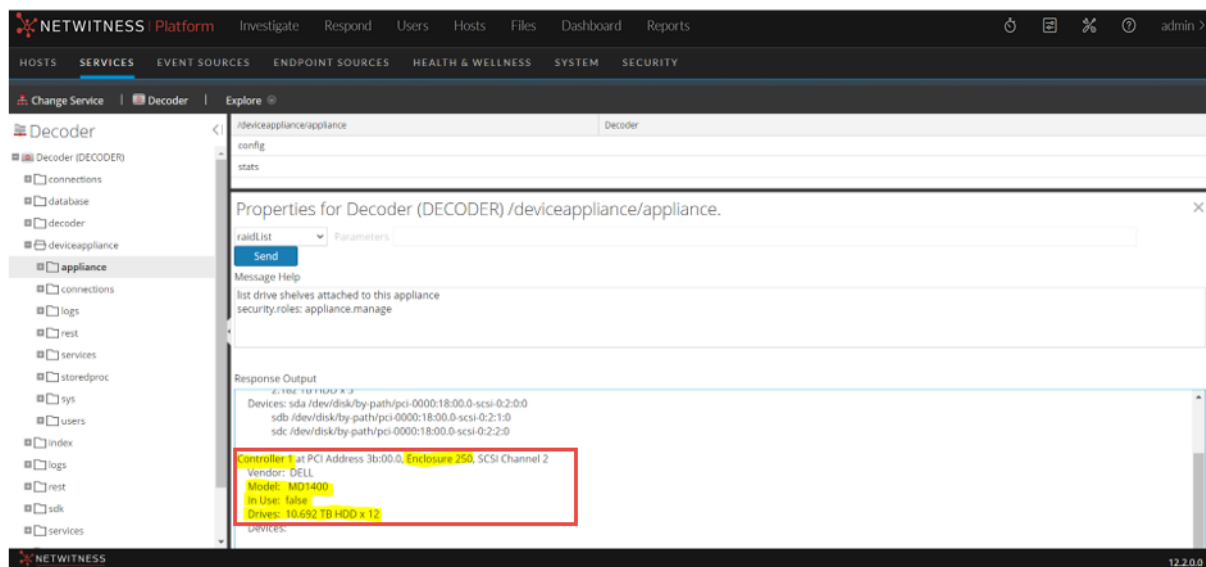 NETWITNESS Platform Investigate Respond Users Hosts Files Dashboard Reports admin >
HOSTS SERVICES EVENT SOURCES ENDPOINT SOURCES HEALTH & WELLNESS SYSTEM SECURITY
Change Service | Decoder | Explore
Decoder
Decoder (DECODER)
connections
database
decoder
deviceappliance
appliance
connections
logs
rest
services
storedproc
sys
users
index
logs
rest
sdk
services
/deviceappliance/appliance Decoder
config
stats
Properties for Decoder (DECODER) /deviceappliance/appliance.
raidList Parameters
Send
Message Help
list drive shelves attached to this appliance
security.roles: appliance.manage
Response Output
Devices: sda /dev/disk/by-path/pci-0000:18:00.0-scsi-0:2:0:0
sdb /dev/disk/by-path/pci-0000:18:00.0-scsi-0:2:1:0
sdc /dev/disk/by-path/pci-0000:18:00.0-scsi-0:2:2:0
Controller 1 at PCI Address 3b:00.0, Enclosure 250, SCSI Channel 2
Vendor: DELL
Model: MD1400
In Use: false
Drives: 10.692 TB HDD x 12
Devices:
NETWITNESS 12.2.0.0